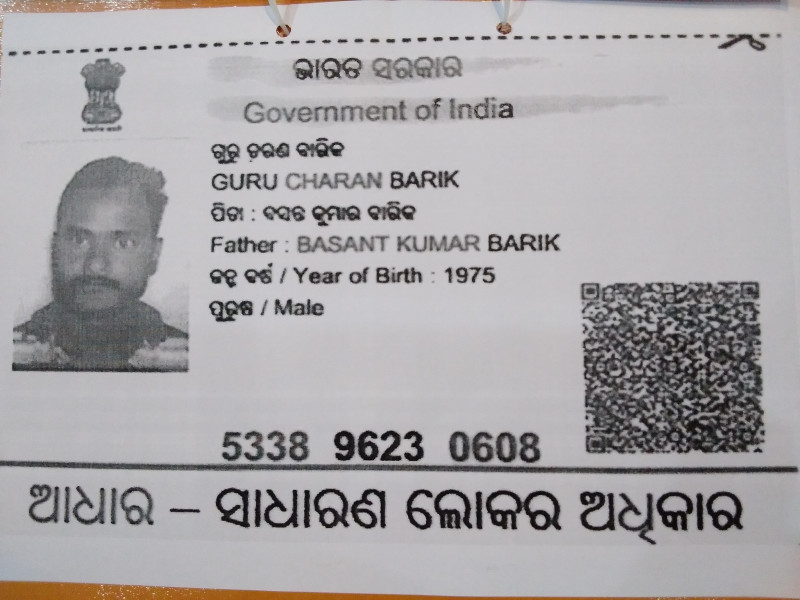 ଭାରତ ସରକାର
Government of India
ଗୁରୁ ଚରଣ ବାରିକ
GURU CHARAN BARIK
ପିତା : ବସନ୍ତ କୁମାର ବାରିକ
Father : BASANT KUMAR BARIK
ଜନ୍ମ ବର୍ଷ / Year of Birth : 1975
ପୁରୁଷ / Male
5338 9623 0608
ଆଧାର – ସାଧାରଣ ଲୋକର ଅଧିକାର